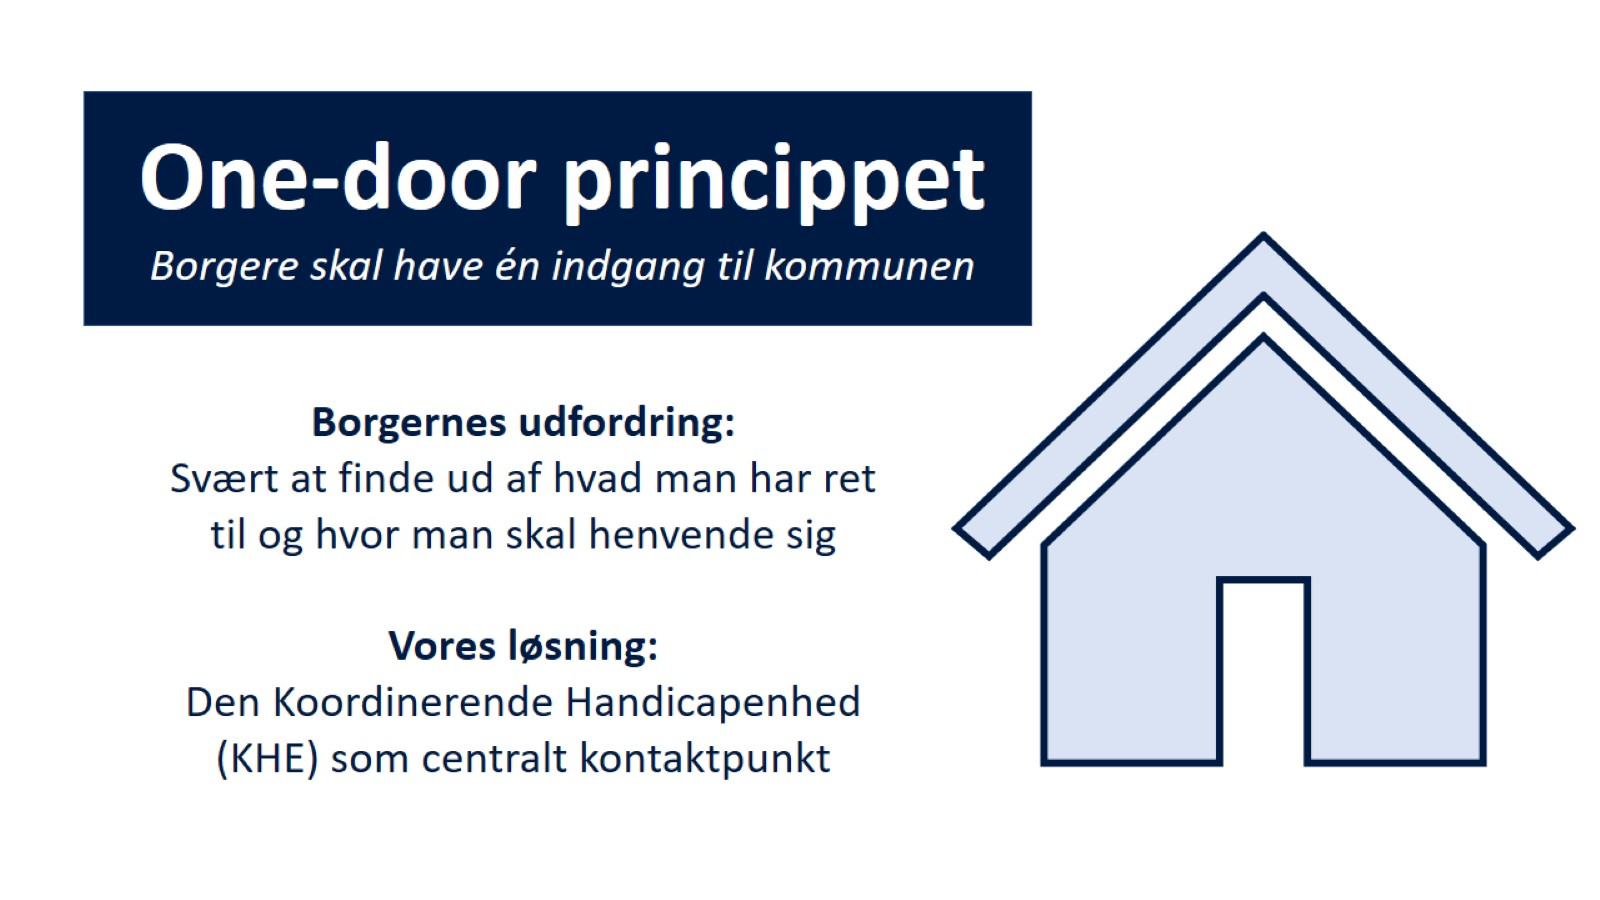 One-door princippet
Borgere skal have én indgang til kommunen
Borgernes udfordring:
Svært at finde ud af hvad man har ret
til og hvor man skal henvende sig
Vores løsning:
Den Koordinerende Handicapenhed
(KHE) som centralt kontaktpunkt